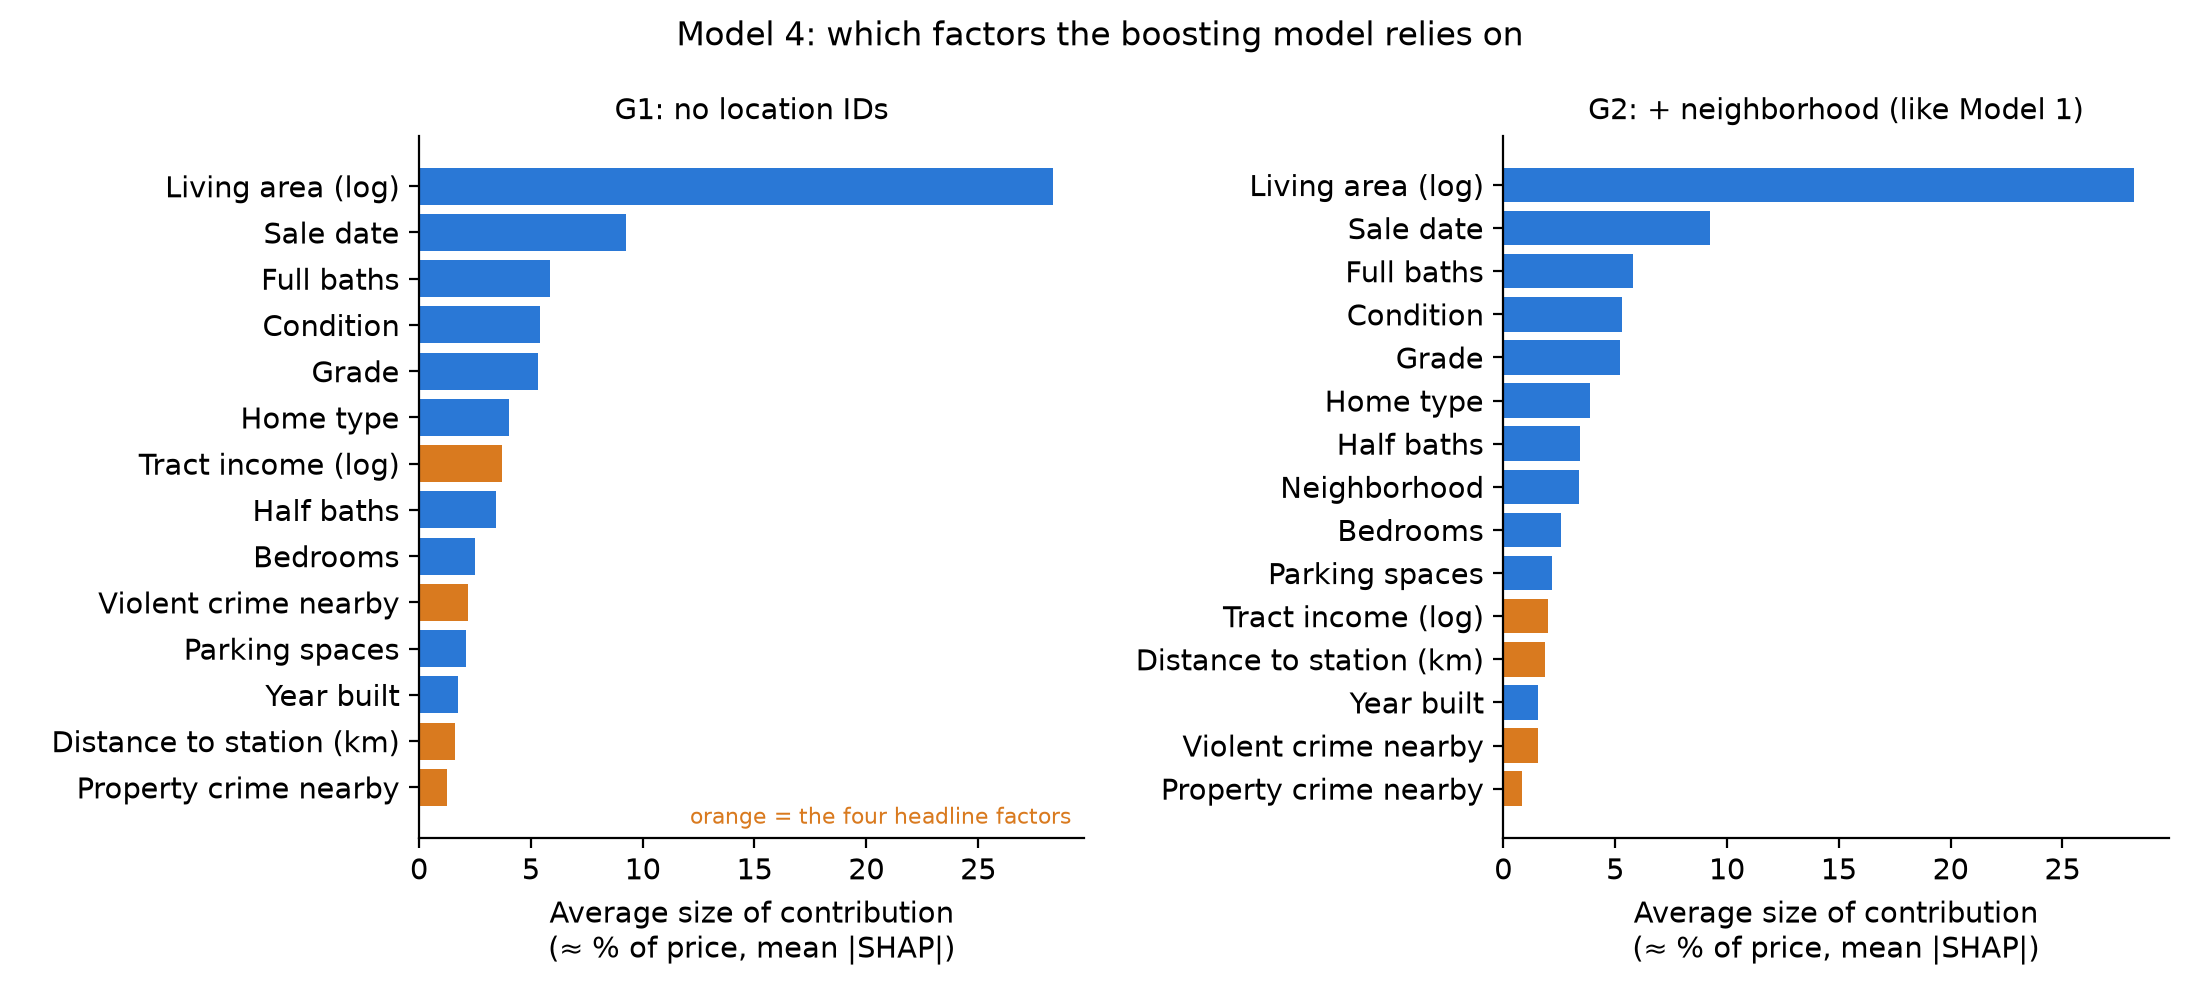 Model 4: which factors the boosting model relies on
G1: no location IDs
Living area (log)
Sale date
Full baths
Condition
Grade
Home type
Tract income (log)
Half baths
Bedrooms
Violent crime nearby
Parking spaces
Year built
Distance to station (km)
Property crime nearby
orange = the four headline factors
0 5 10 15 20 25
Average size of contribution
(≈ % of price, mean |SHAP|)
G2: + neighborhood (like Model 1)
Living area (log)
Sale date
Full baths
Condition
Grade
Home type
Half baths
Neighborhood
Bedrooms
Parking spaces
Tract income (log)
Distance to station (km)
Year built
Violent crime nearby
Property crime nearby
0 5 10 15 20 25
Average size of contribution
(≈ % of price, mean |SHAP|)